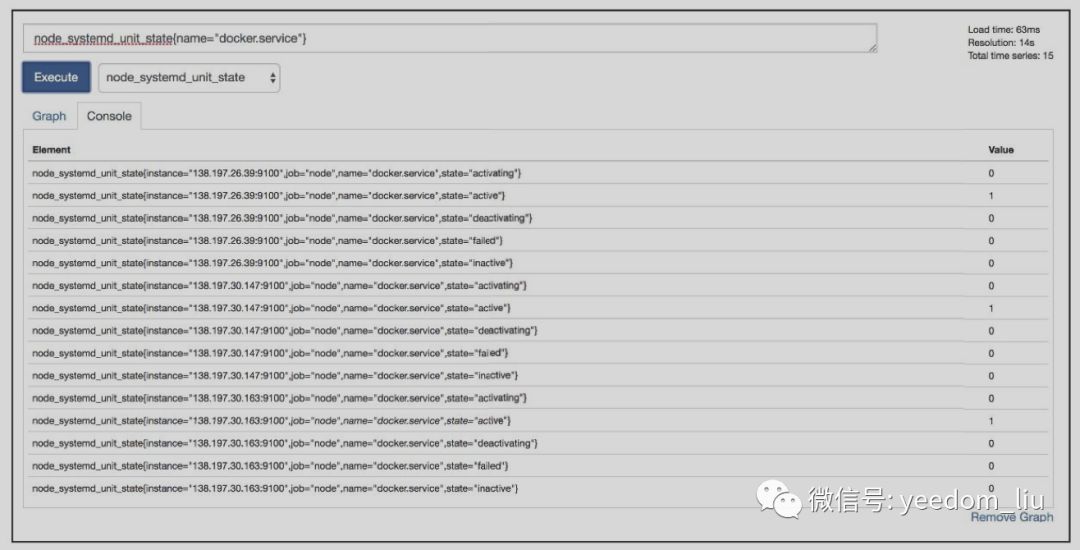 node_systemd_unit_state{name="docker.service"}
Load time: 63ms
Resolution: 14s
Total time series: 15
Execute
node_systemd_unit_state
Graph
Console
Element Value
node_systemd_unit_state{instance="138.197.26.39:9100",job="node",name="docker.service",state="activating"} 0
node_systemd_unit_state{instance="138.197.26.39:9100",job="node",name="docker.service",state="active"} 1
node_systemd_unit_state{instance="138.197.26.39:9100",job="node",name="docker.service",state="deactivating"} 0
node_systemd_unit_state{instance="138.197.26.39:9100",job="node",name="docker.service",state="failed"} 0
node_systemd_unit_state{instance="138.197.26.39:9100",job="node",name="docker.service",state="inactive"} 0
node_systemd_unit_state{instance="138.197.30.147:9100",job="node",name="docker.service",state="activating"} 0
node_systemd_unit_state{instance="138.197.30.147:9100",job="node",name="docker.service",state="active"} 1
node_systemd_unit_state{instance="138.197.30.147:9100",job="node",name="docker.service",state="deactivating"} 0
node_systemd_unit_state{instance="138.197.30.147:9100",job="node",name="docker.service",state="failed"} 0
node_systemd_unit_state{instance="138.197.30.147:9100",job="node",name="docker.service",state="inactive"} 0
node_systemd_unit_state{instance="138.197.30.163:9100",job="node",name="docker.service",state="activating"} 0
node_systemd_unit_state{instance="138.197.30.163:9100",job="node",name="docker.service",state="active"} 1
node_systemd_unit_state{instance="138.197.30.163:9100",job="node",name="docker.service",state="deactivating"} 0
node_systemd_unit_state{instance="138.197.30.163:9100",job="node",name="docker.service",state="failed"} 0
node_systemd_unit_state{instance="138.197.30.163:9100",job="node",name="docker.service",state="inactive"} 0
微信号: yeedom_liu
Remove Graph